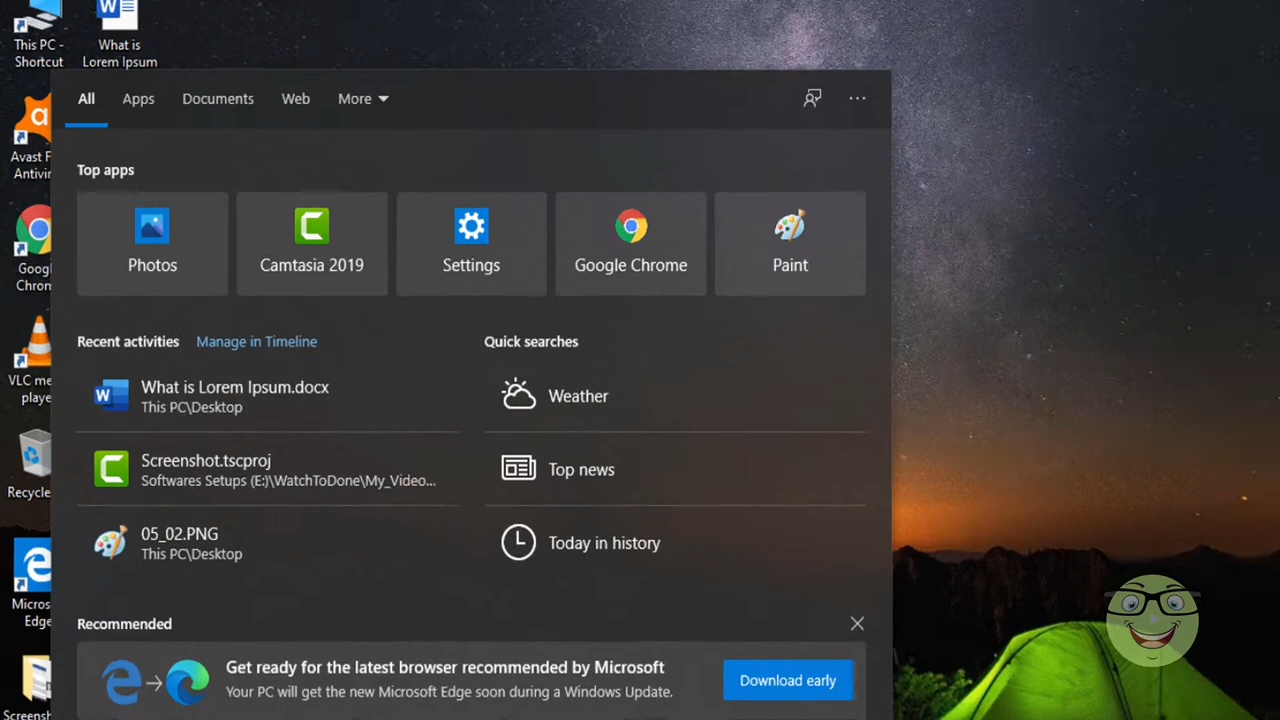 This PC -
Shortcut
What is
Lorem Ipsum
Avast F
Antivir
Goog
Chron
VLC me
playe
Recycle
Micros
Edge
Screensh
All
Apps
Documents
Web
More
Top apps
Photos
Camtasia 2019
Settings
Google Chrome
Paint
Recent activities
Manage in Timeline
What is Lorem Ipsum.docx
This PC\Desktop
Screenshot.tscproj
Softwares Setups (E:)\WatchToDone\My_Video...
05_02.PNG
This PC\Desktop
Quick searches
Weather
Top news
Today in history
Recommended
Get ready for the latest browser recommended by Microsoft
Your PC will get the new Microsoft Edge soon during a Windows Update.
Download early